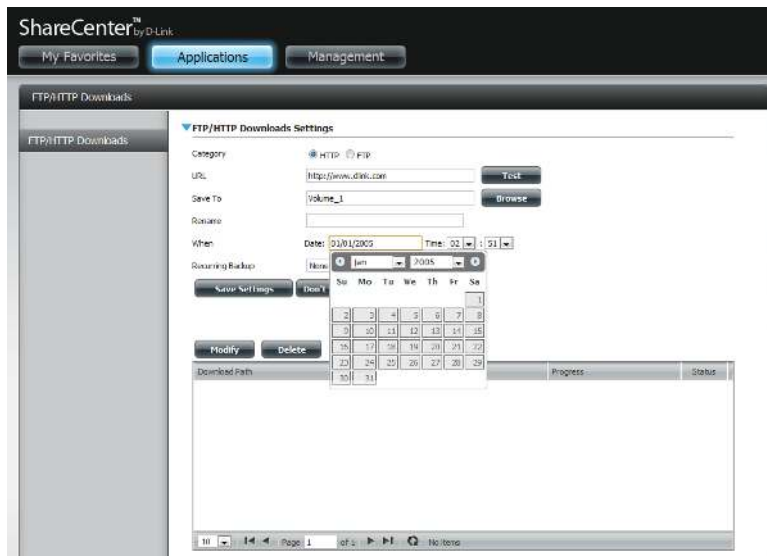 ShareCenter™ by D-Link
My Favorites Applications Management
FTP/HTTP Downloads
FTP/HTTP Downloads
FTP/HTTP Downloads Settings
Category HTTP FTP
URL http://www.dlink.com Test
Save To Volume_1 Browse
Rename
When Date: 01/01/2005 Time: 02 : 51
Recurring Backup None
Jan 2005
Su Mo Tu We Th Fr Sa
1
2 3 4 5 6 7 8
9 10 11 12 13 14 15
16 17 18 19 20 21 22
23 24 25 26 27 28 29
30 31
Save Settings Don't
Modify Delete
Download Path Progress Status
10 Page 1 of 1 No items